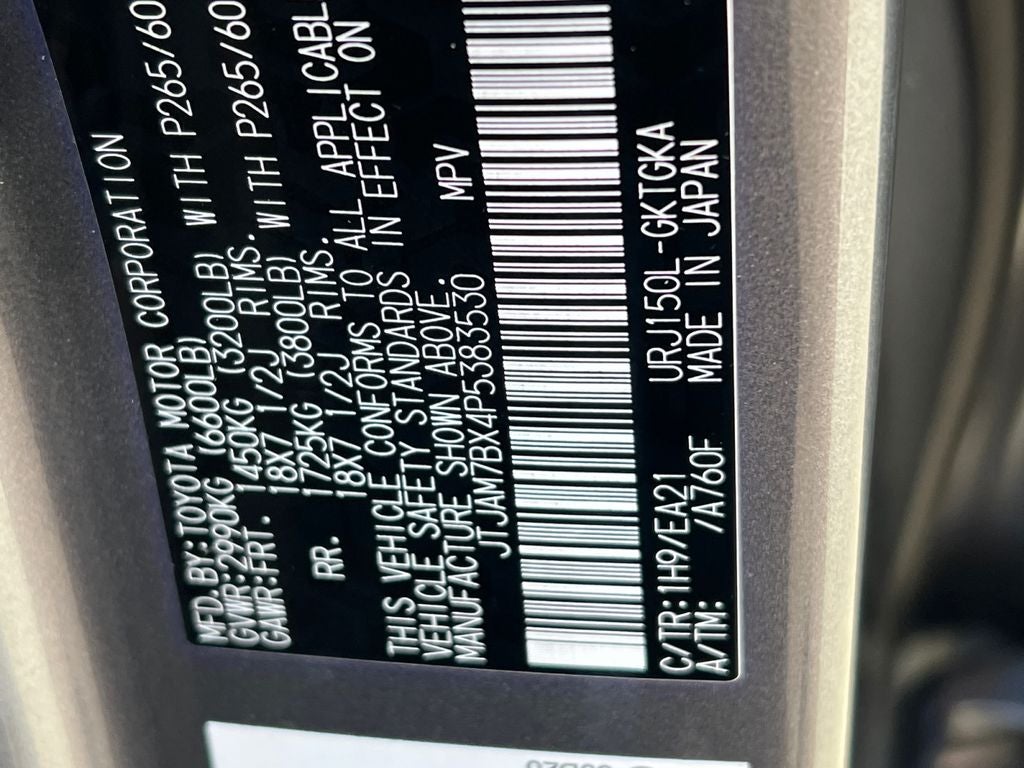 MFD.BY:TOYOTA MOTOR CORPORATION
GVWR:2990KG (6600LB)
GAWR:FRT. 1450KG (3200LB) WITH P265/60
18X7 1/2J RIMS.
RR. 1725KG (3800LB) WITH P265/60
18X7 1/2J RIMS.
THIS VEHICLE CONFORMS TO ALL APPLICABL
VEHICLE SAFETY STANDARDS IN EFFECT ON
MANUFACTURE SHOWN ABOVE.
JTJAM7BX4P5383530 MPV
C/TR:1H9/EA21 URJ150L-GKTGKA
A/TM: /A760F MADE IN JAPAN